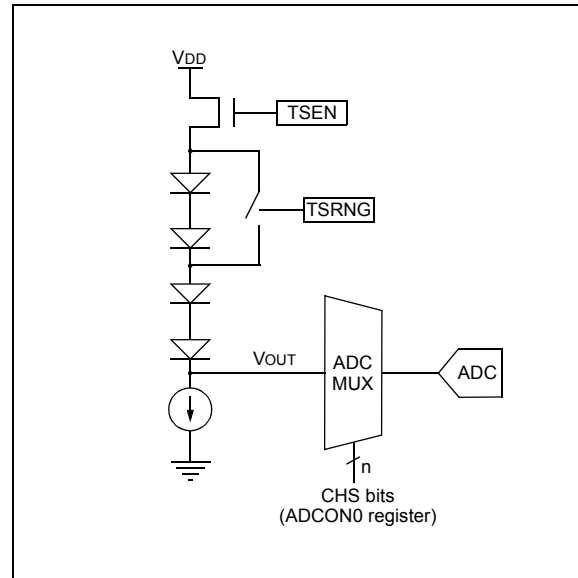 VDD
TSEN
TSRNG
VOUT
ADC
MUX
ADC
n
CHS bits
(ADCON0 register)